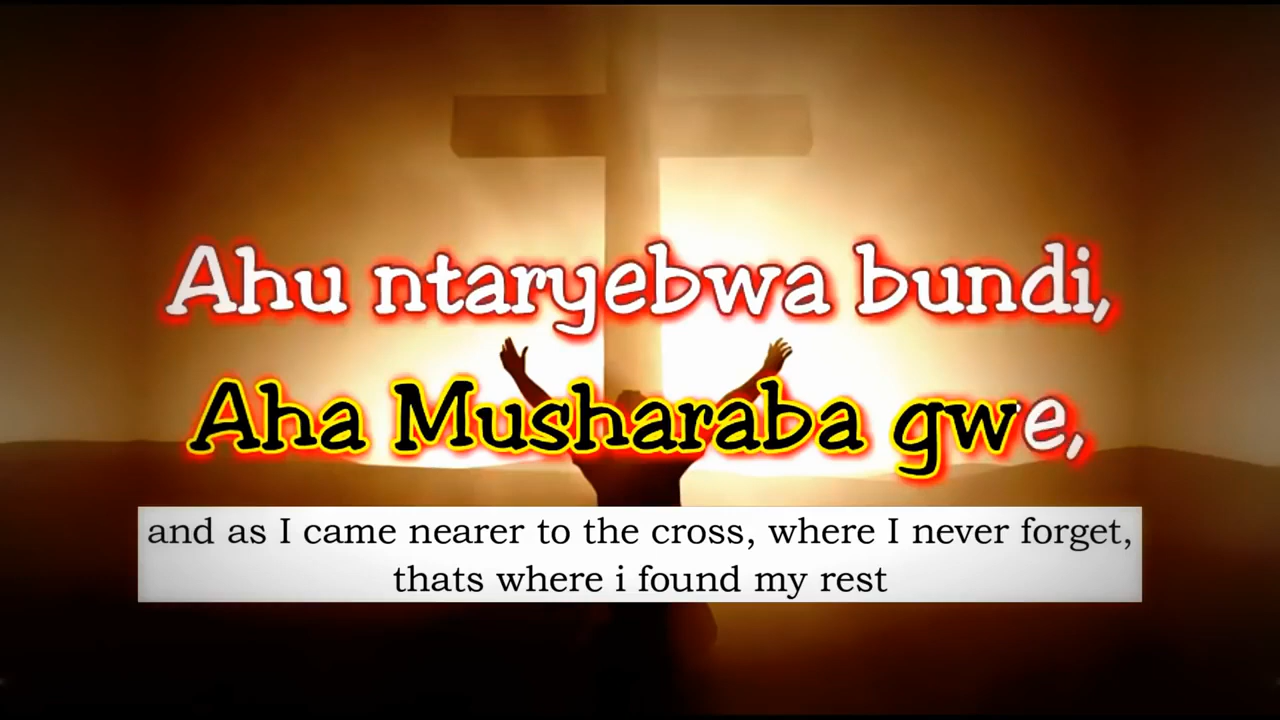 Ahu ntaryebwa bundi,
Aha Musharaba gwe,
and as I came nearer to the cross, where I never forget,
thats where i found my rest